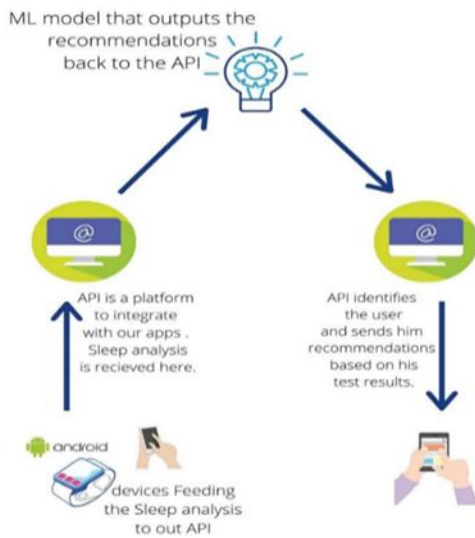 ML model that outputs the
recommendations
back to the API
@
@
API is a platform
to integrate
with our apps .
Sleep analysis
is recieved here.
API identifies
the user
and sends him
recommendations
based on his
test results.
android
devices Feeding
the Sleep analysis
to out API